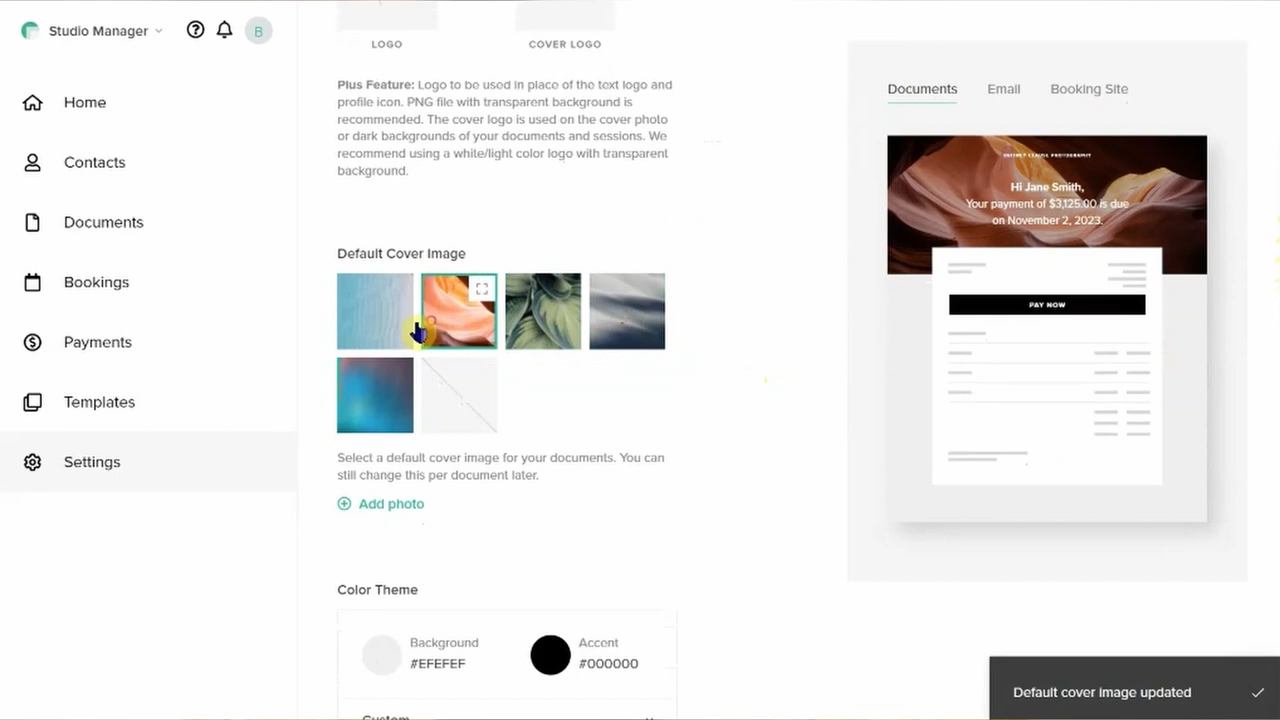 Studio Manager
B
Home
Contacts
Documents
Bookings
Payments
Templates
Settings
LOGO
COVER LOGO
Plus Feature: Logo to be used in place of the text logo and
profile icon. PNG file with transparent background is
recommended. The cover logo is used on the cover photo
or dark backgrounds of your documents and sessions. We
recommend using a white/light color logo with transparent
background.
Default Cover Image
Select a default cover image for your documents. You can
still change this per document later.
Add photo
Color Theme
Background
#EFEFEF
Accent
#000000
Custom
Documents
Email
Booking Site
PHOTOGRAPHY
Hi Jane Smith,
Your payment of $3,125.00 is due
on November 2, 2023.
PAY NOW
Default cover image updated